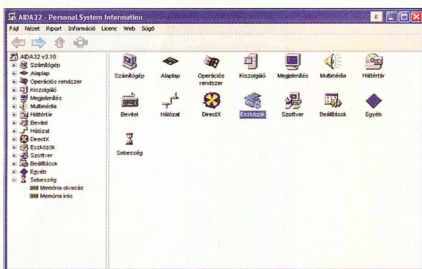 AIDA32 - Personal System Information
Fájl Nézet Riport Információ Licenc Web Súgó
AIDA32 v3.10
Számítógép
Alaplap
Operációs rendszer
Kiszolgáló
Megjelenítés
Multimédia
Háttértár
Bevitel
Hálózat
DirectX
Eszközök
Szoftver
Beállítások
Egyéb
Sebesség
Memória olvasás
Memória írás
Számítógép Alaplap Operációs rendszer Kiszolgáló Megjelenítés Multimédia Háttértár
Bevitel Hálózat DirectX Eszközök Szoftver Beállítások Egyéb
Sebesség